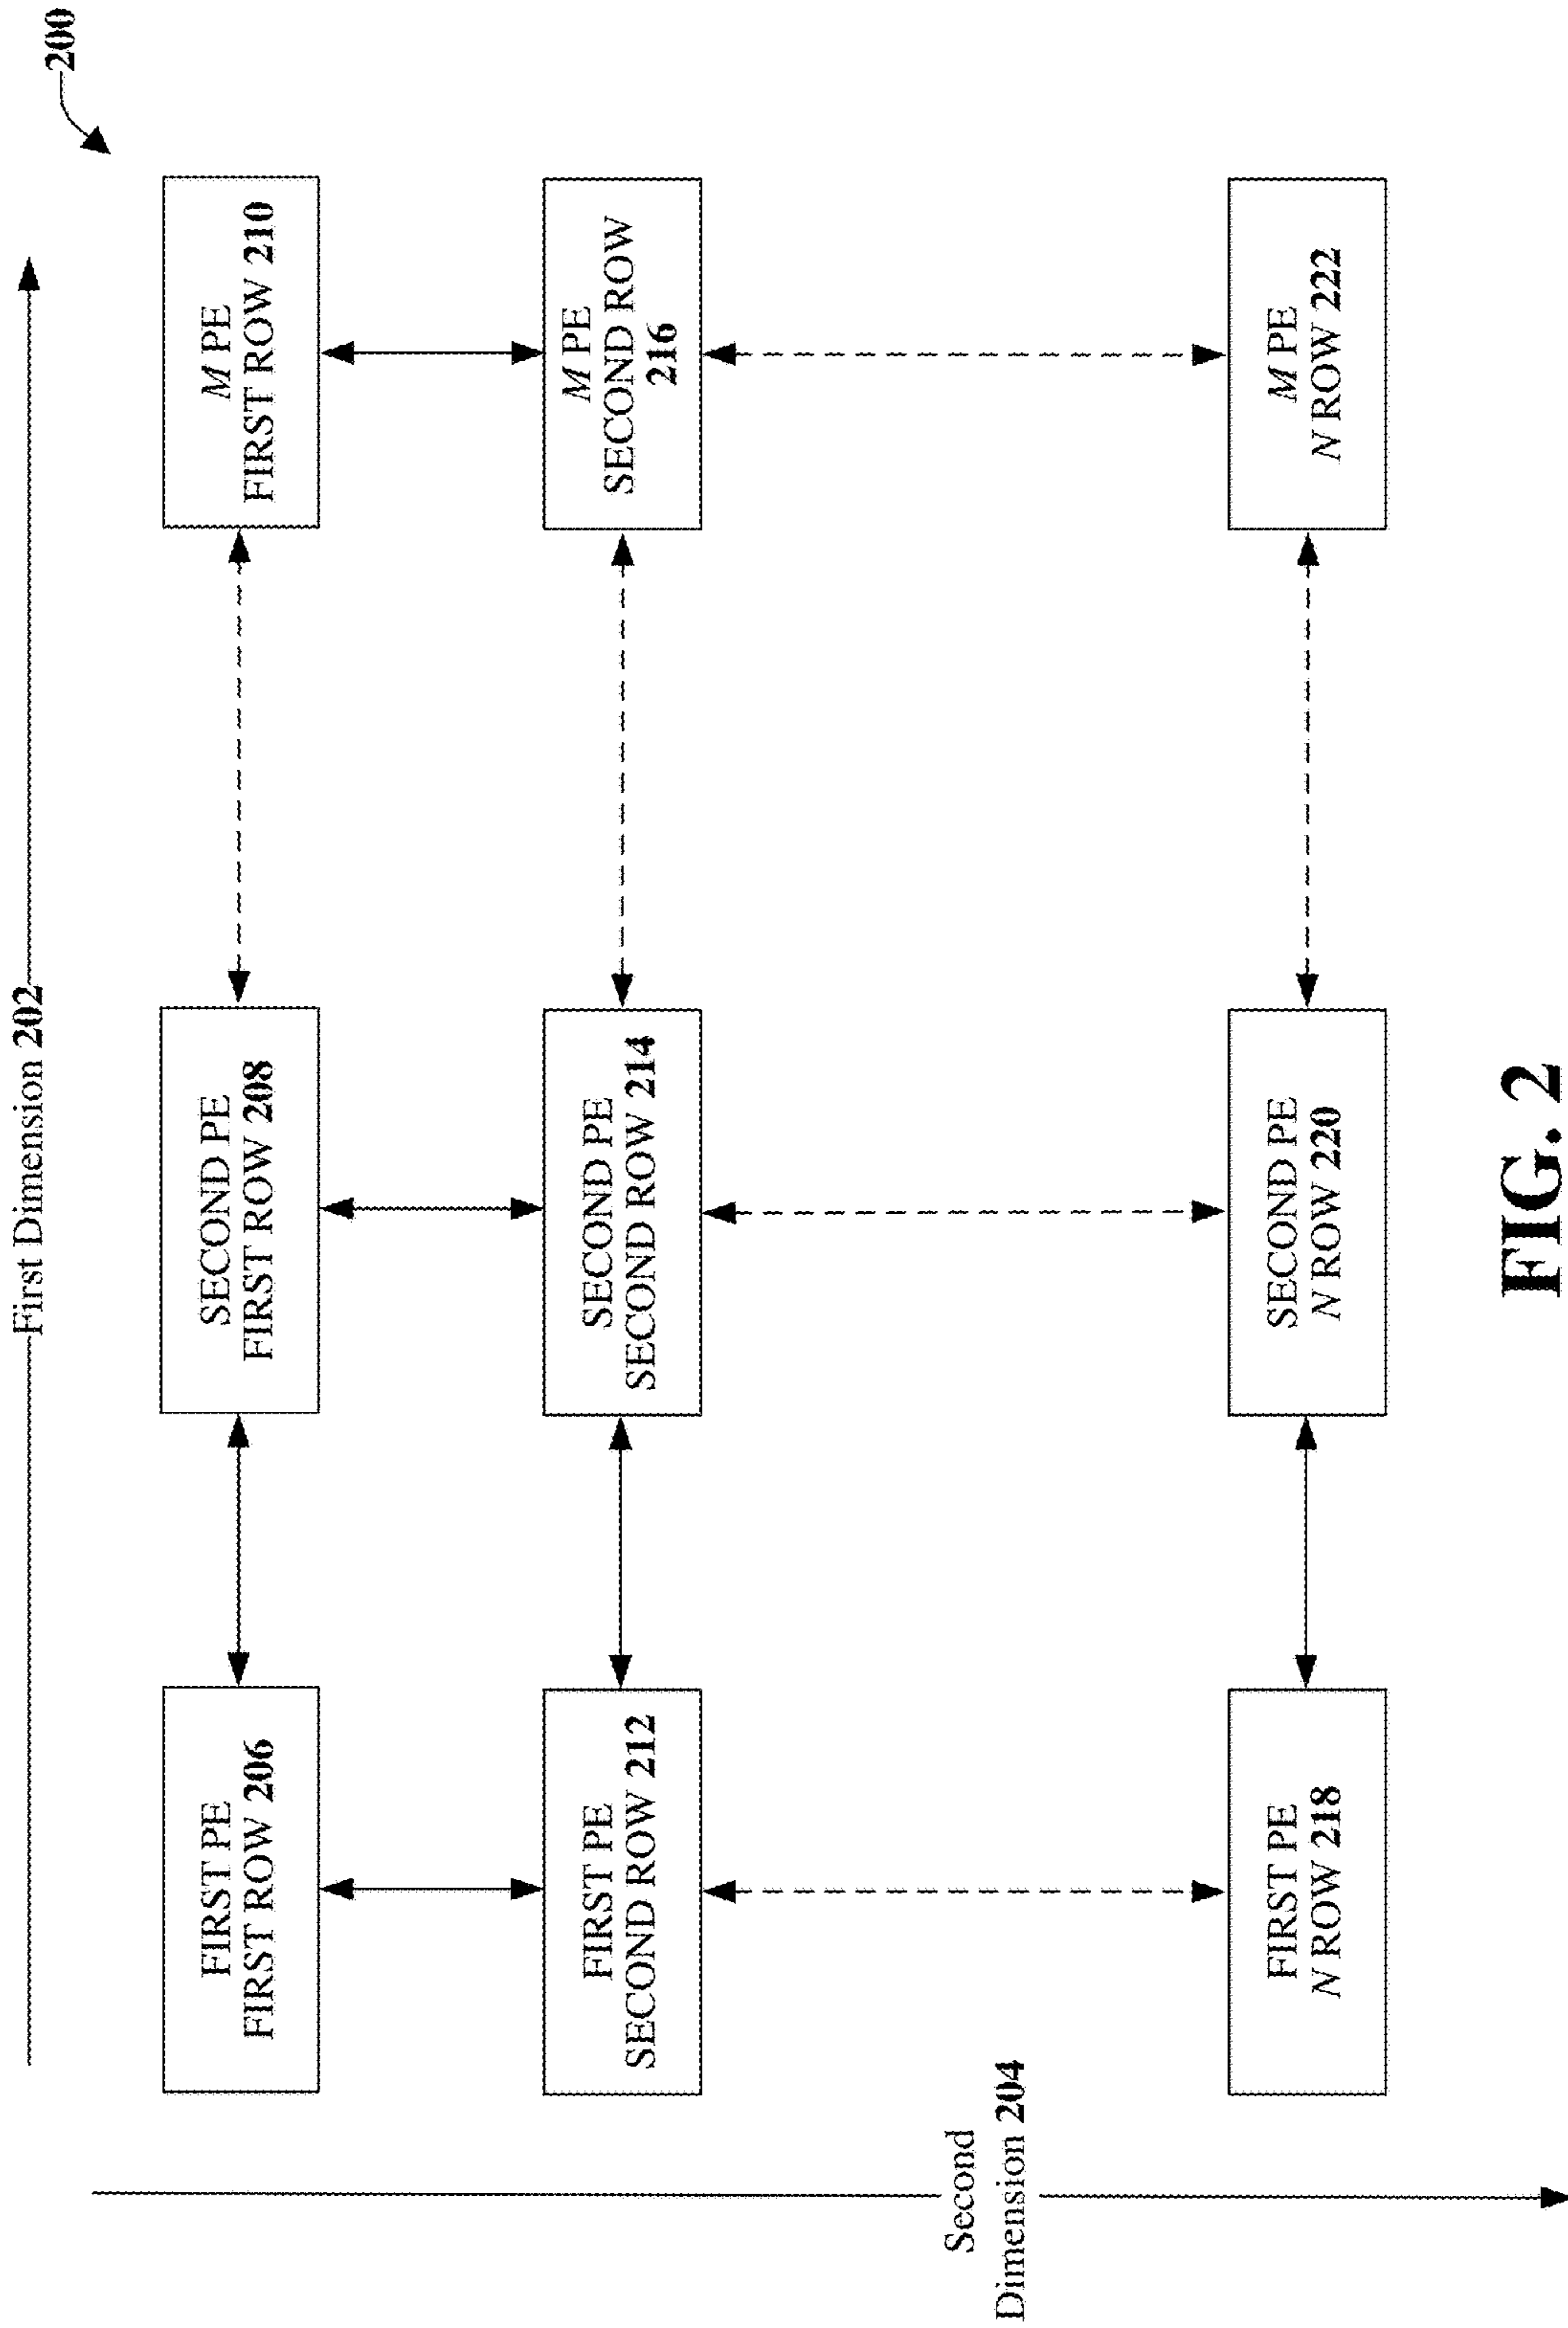 200
First Dimension 202
FIRST PE
FIRST ROW 206
SECOND PE
FIRST ROW 208
M PE
FIRST ROW 210
FIRST PE
SECOND ROW 212
SECOND PE
SECOND ROW 214
M PE
SECOND ROW
216
Second
Dimension 204
FIRST PE
N ROW 218
SECOND PE
N ROW 220
M PE
N ROW 222
FIG. 2